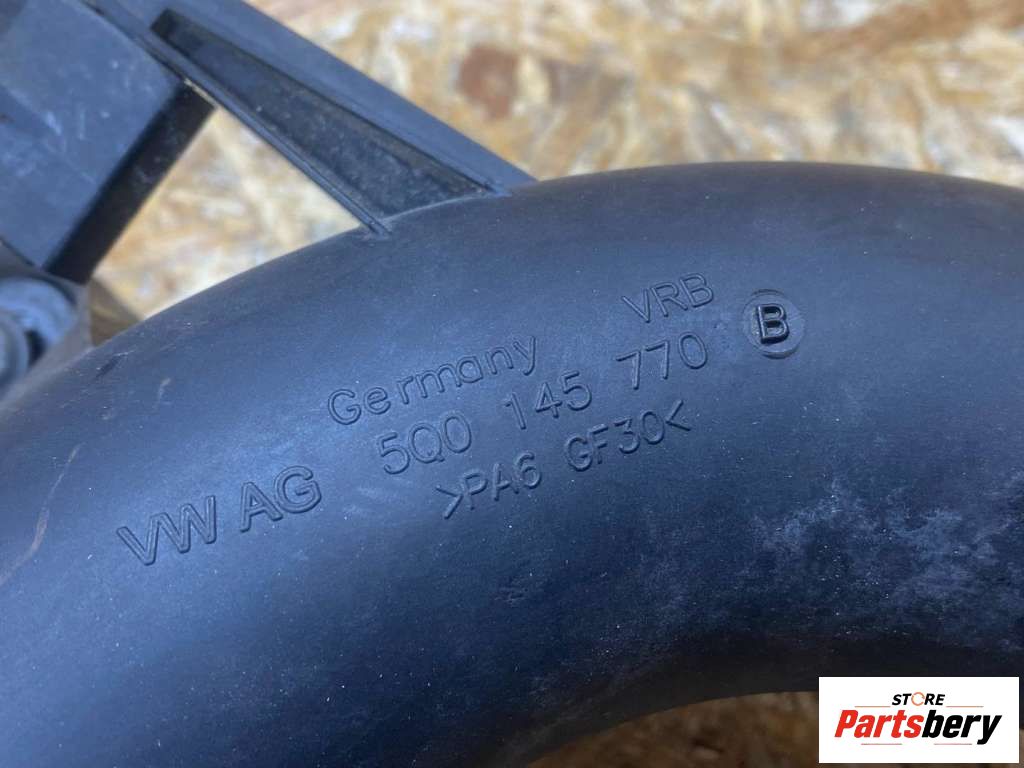 VRB
Germany
5Q0 145 770 B
VW AG
>PA6 GF30<
STORE
Partsbery